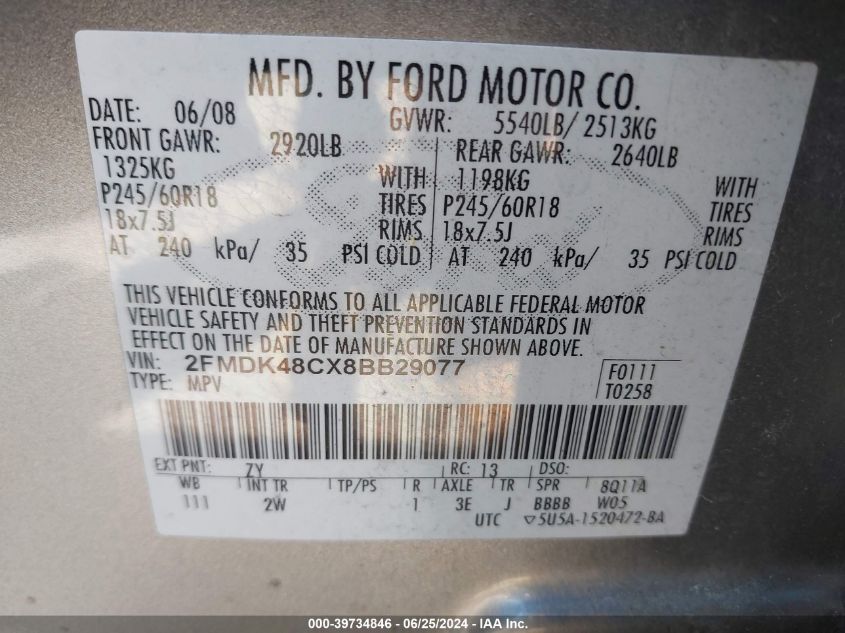 MFD. BY FORD MOTOR CO.
DATE: 06/08 GVWR: 5540LB/ 2513KG
FRONT GAWR: 2920LB REAR GAWR: 2640LB
1325KG WITH 1198KG WITH
P245/60R18 TIRES P245/60R18 TIRES
18x7.5J RIMS 18x7.5J RIMS
AT 240 kPa/ 35 PSI COLD AT 240 kPa/ 35 PSI COLD
THIS VEHICLE CONFORMS TO ALL APPLICABLE FEDERAL MOTOR
VEHICLE SAFETY AND THEFT PREVENTION STANDARDS IN
EFFECT ON THE DATE OF MANUFACTURE SHOWN ABOVE.
VIN: 2FMDK48CX8BB29077 F0111
TYPE: MPV T0258
EXT PNT: ZY RC: 13 DSO:
WB INT TR TP/PS R AXLE TR SPR 8Q11A
111 2W 1 3E J BBBB W05
UTC ▽5U5A-1520472-BA
000-39734846 / 06/25/2024 - IAA Inc.